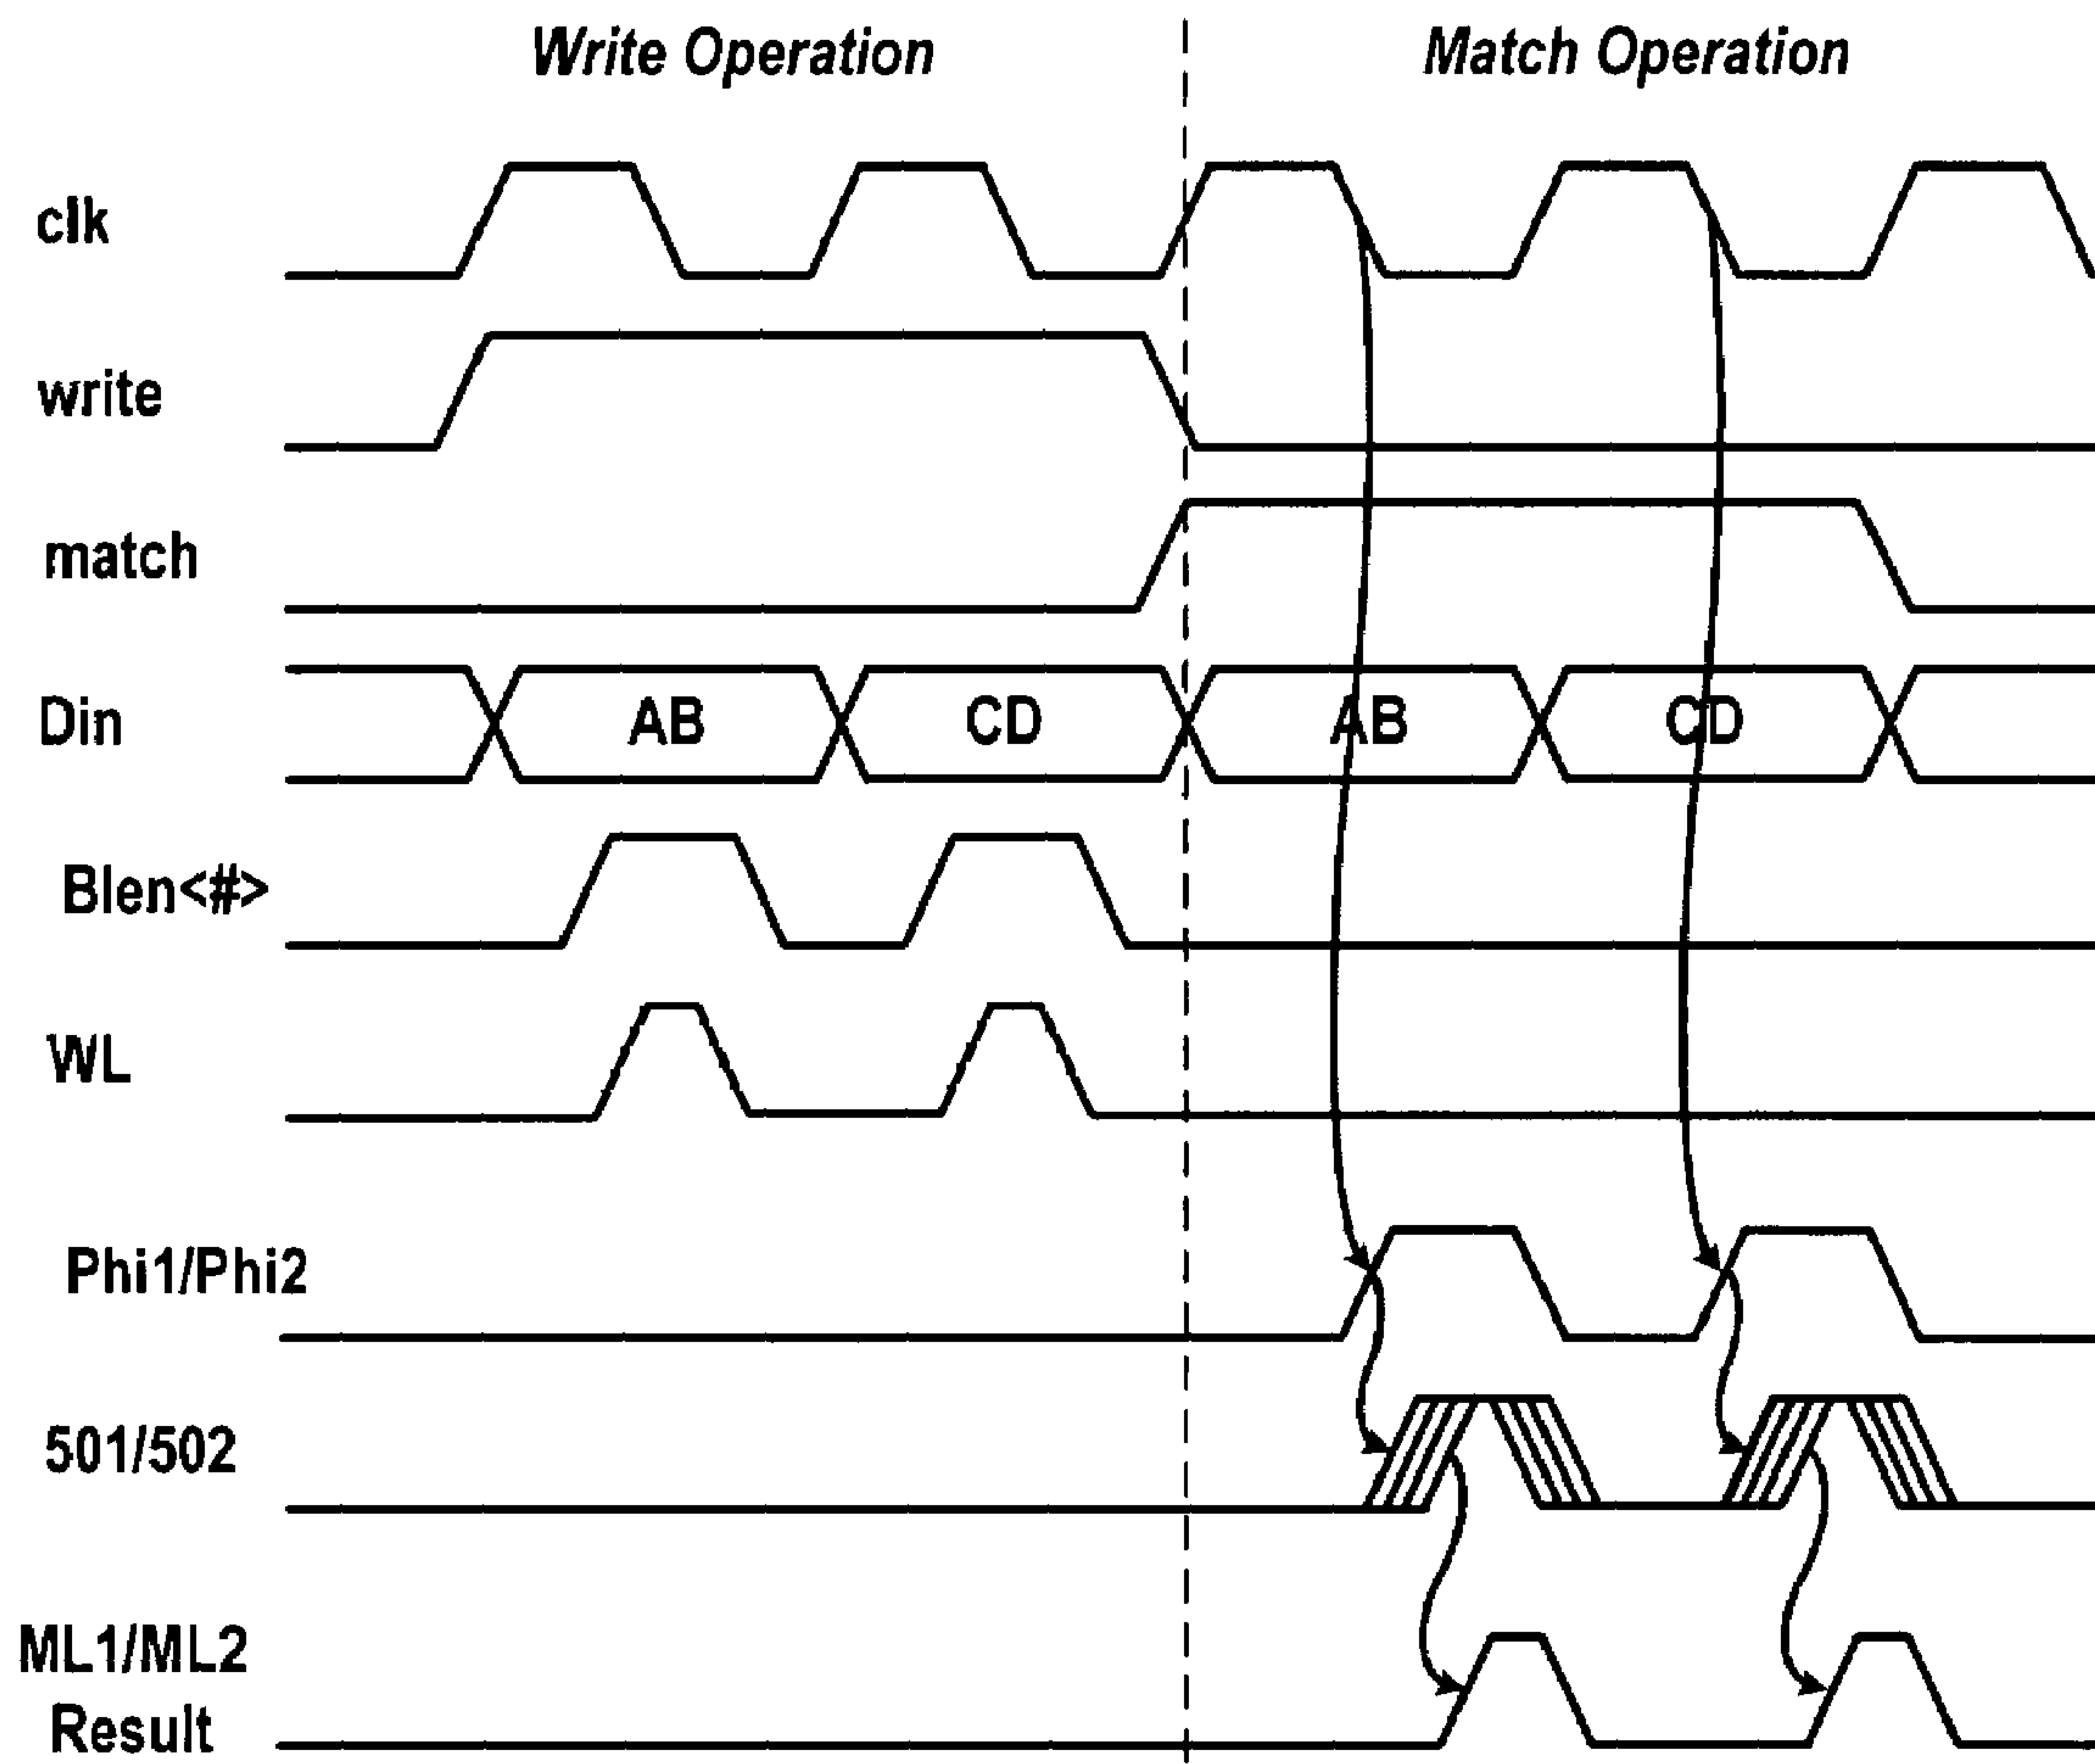 Write Operation Match Operation
clk
write
match
Din AB CD AB CD
Blen<#>
WL
Phi1/Phi2
501/502
ML1/ML2
Result